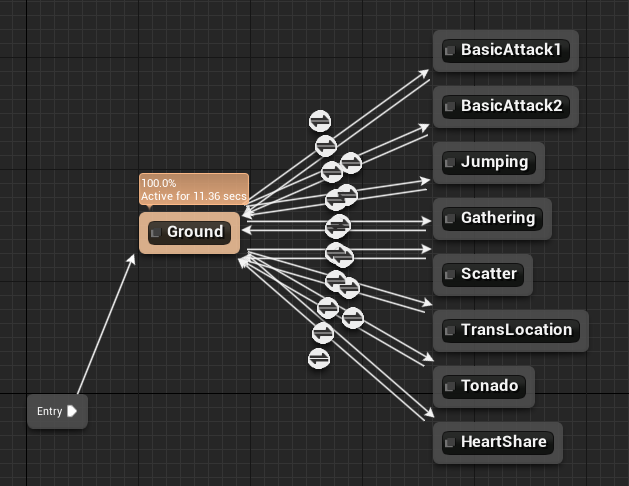 BasicAttack1
BasicAttack2
Jumping
100.0%
Active for 11.36 secs
Gathering
Ground
Scatter
TransLocation
Tonado
Entry
HeartShare